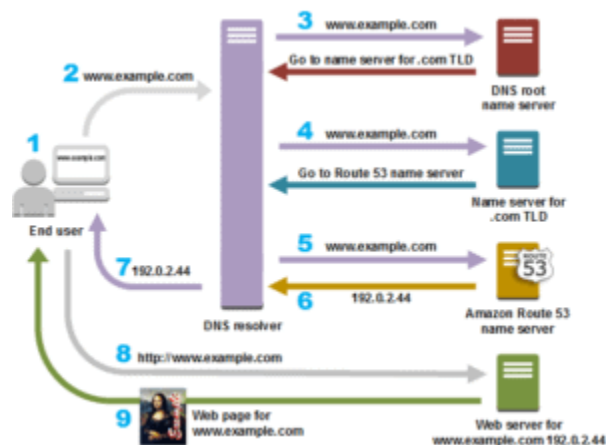 3 www.example.com
Go to name server for .com TLD
DNS root
name server
2 www.example.com
1
www.example.com
End user
4 www.example.com
Go to Route 53 name server
Name server for
.com TLD
5 www.example.com
ROUTE
53
6 192.0.2.44
Amazon Route 53
name server
7 192.0.2.44
DNS resolver
8 http://www.example.com
9 Web page for
www.example.com
Web server for
www.example.com 192.0.2.44